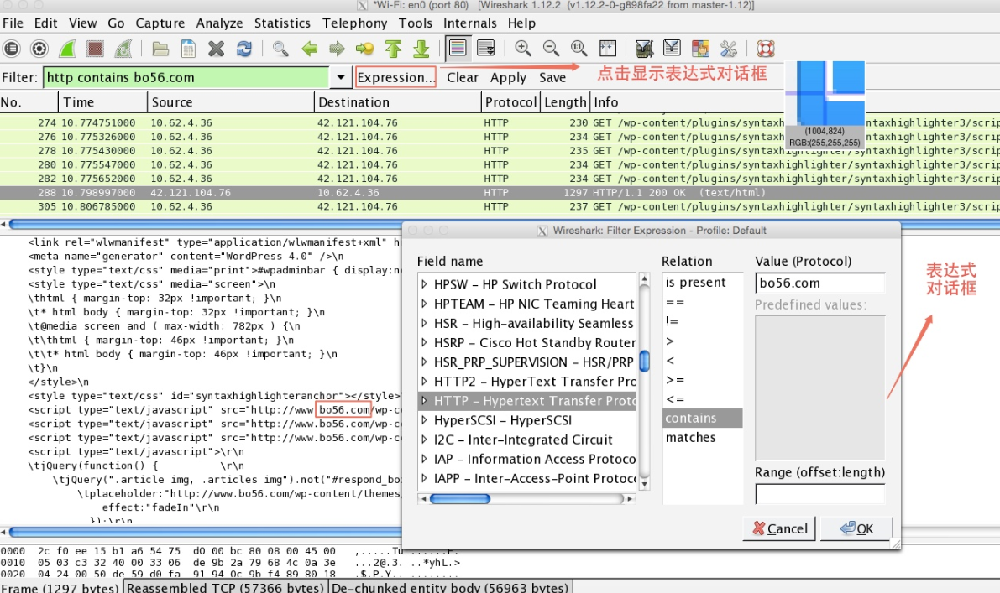 *Wi-Fi: en0 (port 80) [Wireshark 1.12.2 (v1.12.2-0-g898fa22 from master-1.12)]
File Edit View Go Capture Analyze Statistics Telephony Tools Internals Help
Filter: http contains bo56.com Expression... Clear Apply Save
点击显示表达式对话框
No. Time Source Destination Protocol Length Info
274 10.774751000 10.62.4.36 42.121.104.76 HTTP 230 GET /wp-content/plugins/syntaxh ntaxhighlighter3/scrip
276 10.775326000 10.62.4.36 42.121.104.76 HTTP 234 GET /wp-content/plugins/syntaxh ntaxhighlighter3/scrip
278 10.775430000 10.62.4.36 42.121.104.76 HTTP 235 GET /wp-content/plugins/syntaxh ntaxhighlighter3/scrip
280 10.775547000 10.62.4.36 42.121.104.76 HTTP 234 GET /wp-content/plugins/syntaxhighlighter/syntaxhighlighter3/scrip
282 10.775652000 10.62.4.36 42.121.104.76 HTTP 234 GET /wp-content/plugins/syntaxhighlighter/syntaxhighlighter3/scrip
288 10.798997000 42.121.104.76 10.62.4.36 HTTP 1297 HTTP/1.1 200 OK (text/html)
305 10.806785000 10.62.4.36 42.121.104.76 HTTP 237 GET /wp-content/plugins/syntaxhighlighter/syntaxhighlighter3/scrip
(1004,824)
RGB:(255,255,255)
<link rel="wlwmanifest" type="application/wlwmanifest+xml" h
<meta name="generator" content="WordPress 4.0" />\n
<style type="text/css" media="print">#wpadminbar { display:n
<style type="text/css" media="screen">\n
\thtml { margin-top: 32px !important; }\n
\t* html body { margin-top: 32px !important; }\n
\t@media screen and ( max-width: 782px ) {\n
\t\thtml { margin-top: 46px !important; }\n
\t\t* html body { margin-top: 46px !important; }\n
\t}\n
</style>\n
<style type="text/css" id="syntaxhighlighteranchor"></style>
<script type="text/javascript" src="http://www.bo56.com/wp-c
<script type="text/javascript" src="http://www.bo56.com/wp-c
<script type="text/javascript" src="http://www.bo56.com/wp-c
<script type="text/javascript">\r\n
\tjQuery(function() { \r\n
\tjQuery(".article img, .articles img").not("#respond_bo
\tplaceholder:"http://www.bo56.com/wp-content/themes
effect:"fadeIn"\r\n
});\r\n
Wireshark: Filter Expression - Profile: Default
Field name
HPSW – HP Switch Protocol
HPTEAM – HP NIC Teaming Heart
HSR – High-availability Seamless
HSRP – Cisco Hot Standby Router
HSR_PRP_SUPERVISION – HSR/PRP
HTTP2 – HyperText Transfer Pro
HTTP – Hypertext Transfer Proto
HyperSCSI – HyperSCSI
I2C – Inter-Integrated Circuit
IAP – Information Access Protoco
IAPP – Inter-Access-Point Protoc
Relation
is present
==
!=
>
<
>=
<=
contains
matches
Value (Protocol)
bo56.com
Predefined values:
Range (offset:length)
Cancel OK
表达式
对话框
0000 2c f0 ee 15 b1 a6 54 75 d0 00 bc 80 08 00 45 00 ,.....Tu ......E.
0010 05 03 c3 32 40 00 33 06 de 9b 2a 79 68 4c 0a 3e ...2@.3. ..*yhL.>
0020 04 24 00 50 de 59 d0 fa 91 94 0c 9b f4 89 80 18 .$.P.Y.. ........
Frame (1297 bytes) Reassembled TCP (57366 bytes) De-chunked entity body (56963 bytes)